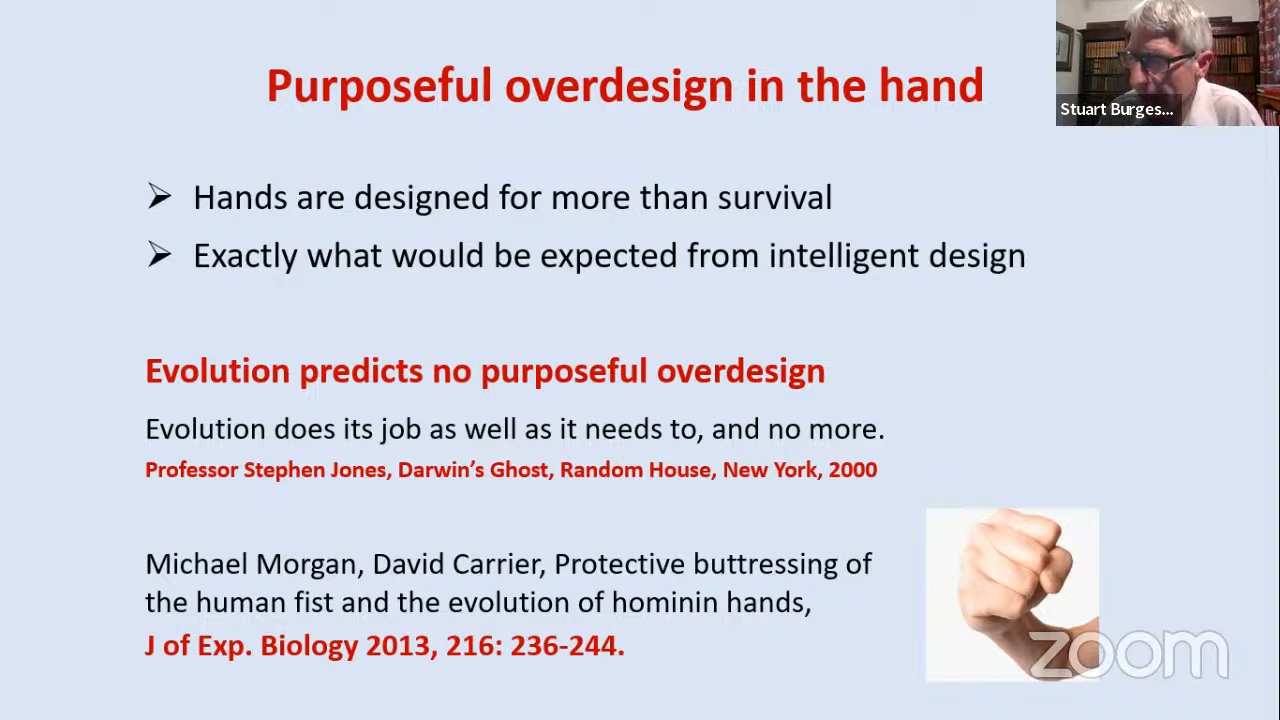 Purposeful overdesign in the hand
Stuart Burges...
Hands are designed for more than survival
Exactly what would be expected from intelligent design
Evolution predicts no purposeful overdesign
Evolution does its job as well as it needs to, and no more.
Professor Stephen Jones, Darwin's Ghost, Random House, New York, 2000
Michael Morgan, David Carrier, Protective buttressing of
the human fist and the evolution of hominin hands,
J of Exp. Biology 2013, 216: 236-244.
zoom